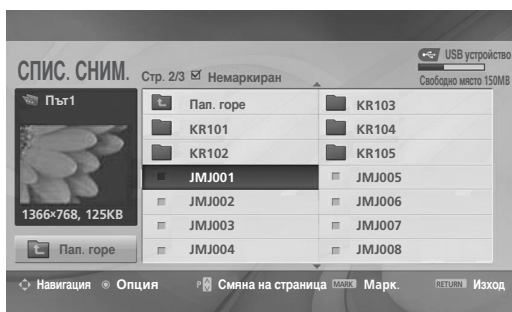 USB устройство
СПИС. СНИМ. Стр. 2/3 Немаркиран
Свободно място 150MB
Път1
Пап. горе
KR101
KR102
JMJ001
JMJ002
JMJ003
JMJ004
KR103
KR104
KR105
JMJ005
JMJ006
JMJ007
JMJ008
1366×768, 125KB
Пап. горе
Навигация Опция P Смяна на страница MARK Марк. RETURN Изход